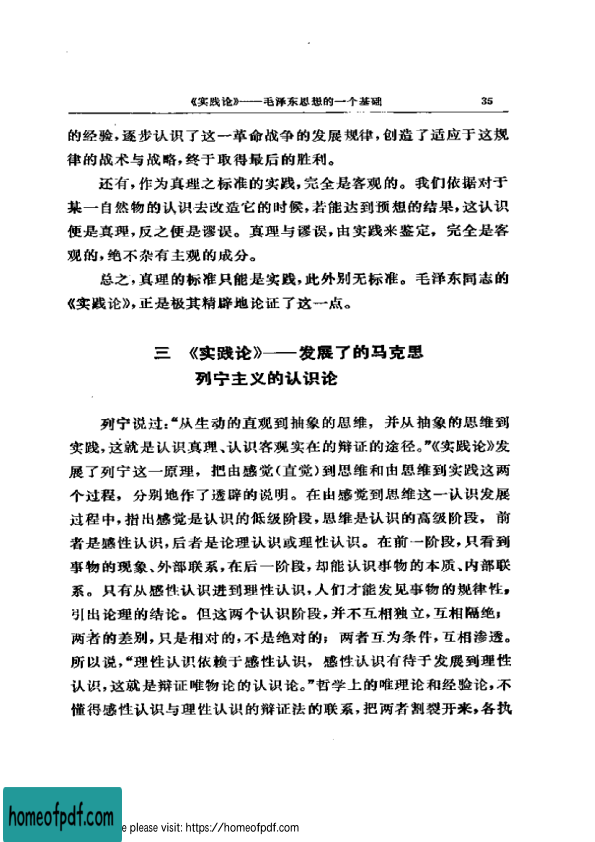 《实践论》——毛泽东思想的一个基础 35
的经验，逐步认识了这一革命战争的发展规律，创造了适应于这规
律的战术与战略，终于取得最后的胜利。
还有，作为真理之标准的实践，完全是客观的。我们依据对于
某一自然物的认识去改造它的时候，若能达到预想的结果，这认识
便是真理，反之便是谬误。真理与谬误，由实践来鉴定，完全是客
观的，绝不杂有主观的成分。
总之，真理的标准只能是实践，此外别无标准。毛泽东同志的
《实践论》，正是极其精辟地论证了这一点。
三 《实践论》——发展了的马克思
列宁主义的认识论
列宁说过：“从生动的直观到抽象的思维，并从抽象的思维到
实践，这就是认识真理、认识客观实在的辩证的途径。”《实践论》发
展了列宁这一原理，把由感觉(直觉)到思维和由思维到实践这两
个过程，分别地作了透辟的说明。在由感觉到思维这一认识发展
过程中，指出感觉是认识的低级阶段，思维是认识的高级阶段，前
者是感性认识，后者是论理认识或理性认识。在前一阶段，只看到
事物的现象、外部联系，在后一阶段，却能认识事物的本质、内部联
系。只有从感性认识进到理性认识，人们才能发见事物的规律性，
引出论理的结论。但这两个认识阶段，并不互相独立，互相隔绝；
两者的差别，只是相对的，不是绝对的；两者互为条件，互相渗透。
所以说，“理性认识依赖于感性认识，感性认识有待于发展到理性
认识，这就是辩证唯物论的认识论。”哲学上的唯理论和经验论，不
懂得感性认识与理性认识的辩证法的联系，把两者割裂开来，各执
homeofpdf.com
e please visit: https://homeofpdf.com